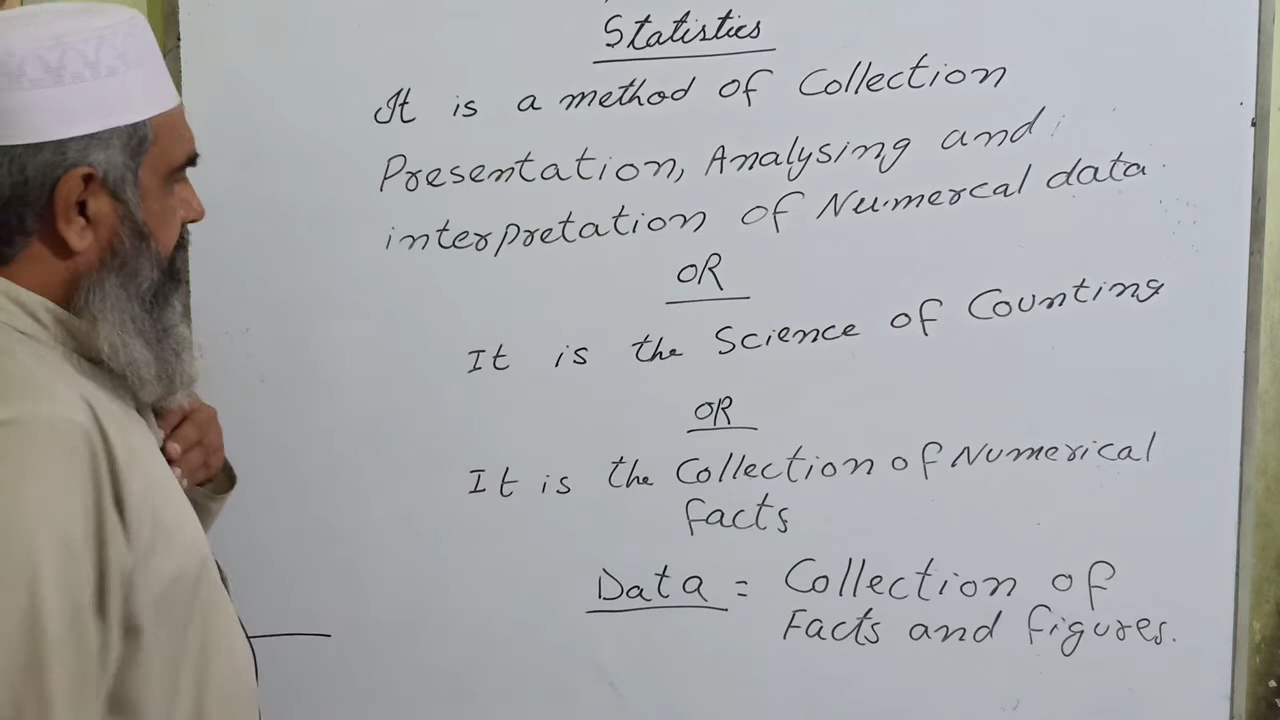 Statistics
It is a method of Collection
Presentation, Analysing and
interpretation of Numercal data
OR
It is the Science of Counting
OR
It is the Collection of Numerical
facts
Data = Collection of
Facts and figures.